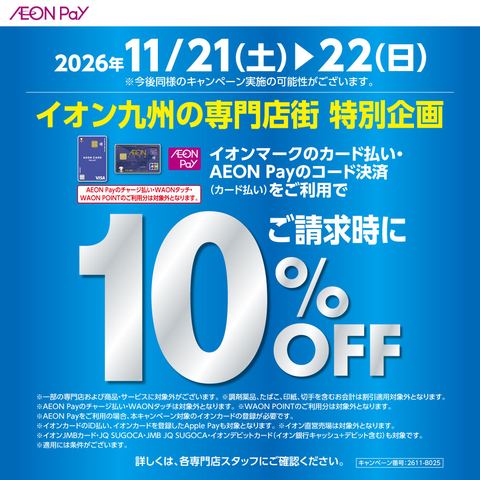 AEON Pay
2026年11/21(土)▶22(日)
※今後同様のキャンペーン実施の可能性がございます。
イオン九州の専門店街 特別企画
AEON CARD
VISA
AEON
AEON Pay
イオンマークのカード払い・
AEON Payのコード決済
(カード払い)をご利用で
AEON Payのチャージ払い・WAONタッチ・
WAON POINTのご利用分は対象外となります。
ご請求時に
10%OFF
※一部の専門店および商品・サービスに対象外がございます。 ※調剤薬品、たばこ、印紙、切手を含むお会計は割引適用対象外となります。
※AEON Payのチャージ払い・WAONタッチは対象外となります。 ※WAON POINTのご利用分は対象外となります。
※AEON Payをご利用の場合、本キャンペーン対象のイオンカードの登録が必要です。
※イオンカードのiD払い、イオンカードを登録したApple Payも対象となります。 ※イオン直営売場は対象外となります。
※イオンJMBカード・JQ SUGOCA・JMB JQ SUGOCA・イオンデビットカード(イオン銀行キャッシュ+デビット含む)も対象です。
※適用には条件がございます。
詳しくは、各専門店スタッフにご確認ください。
キャンペーン番号:2611-B025